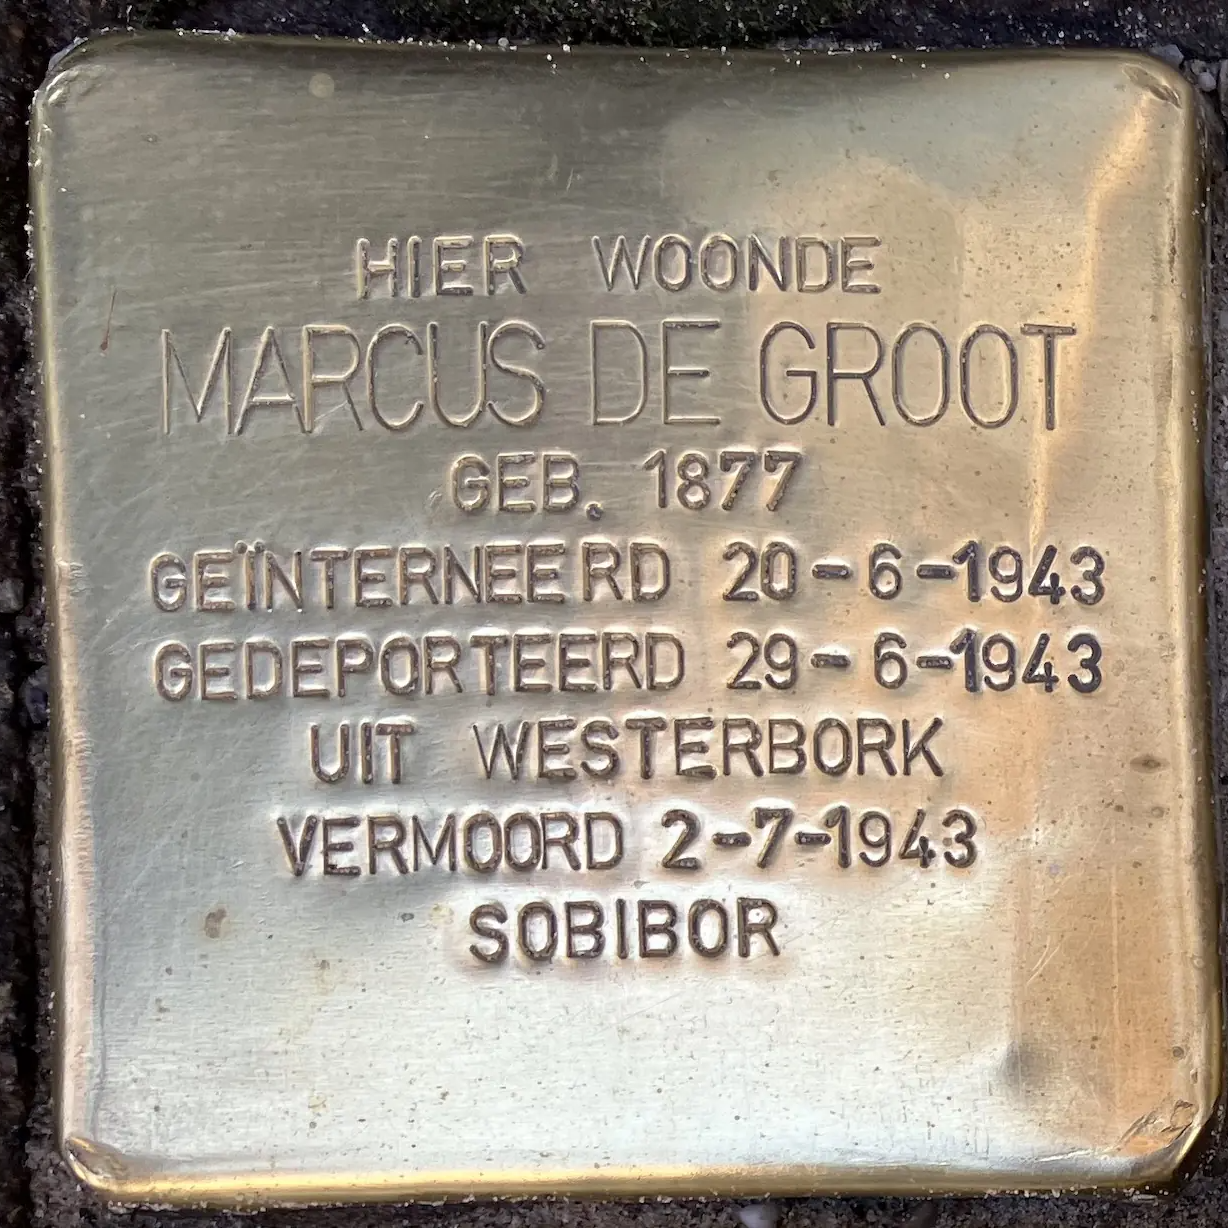 HIER WOONDE
MARCUS DE GROOT
GEB. 1877
GEÏNTERNEERD 20-6-1943
GEDEPORTEERD 29-6-1943
UIT WESTERBORK
VERMOORD 2-7-1943
SOBIBOR